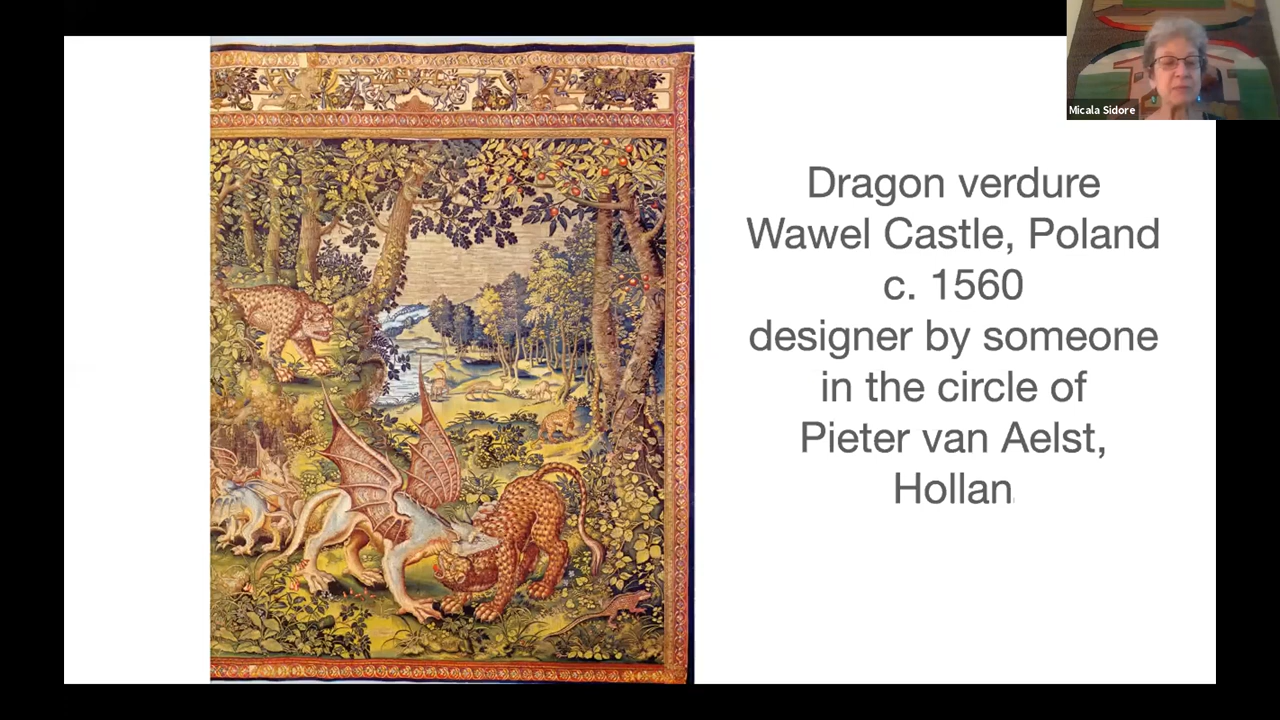 Micala Sidore
Dragon verdure
Wawel Castle, Poland
c. 1560
designer by someone
in the circle of
Pieter van Aelst,
Hollan